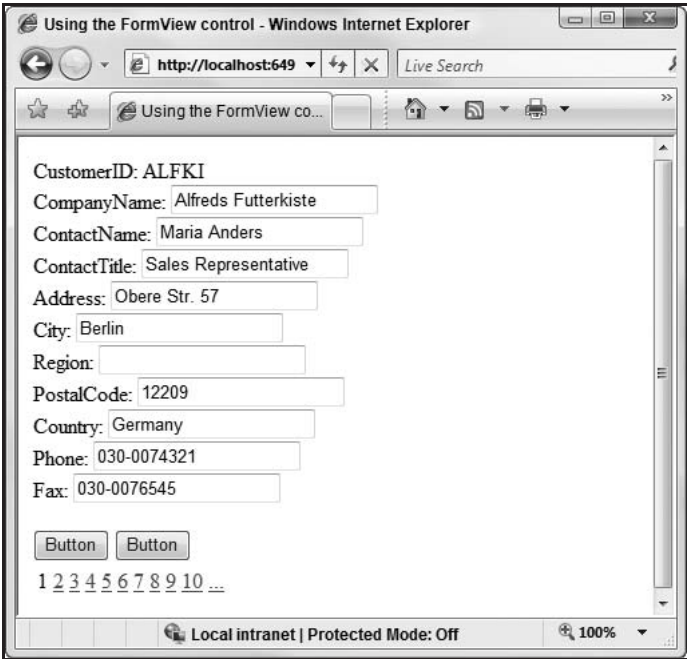 Using the FormView control - Windows Internet Explorer
http://localhost:649
Live Search
Using the FormView co...
CustomerID: ALFKI
CompanyName: Alfreds Futterkiste
ContactName: Maria Anders
ContactTitle: Sales Representative
Address: Obere Str. 57
City: Berlin
Region:
PostalCode: 12209
Country: Germany
Phone: 030-0074321
Fax: 030-0076545
Button Button
1 2 3 4 5 6 7 8 9 10 ...
Local intranet | Protected Mode: Off 100%